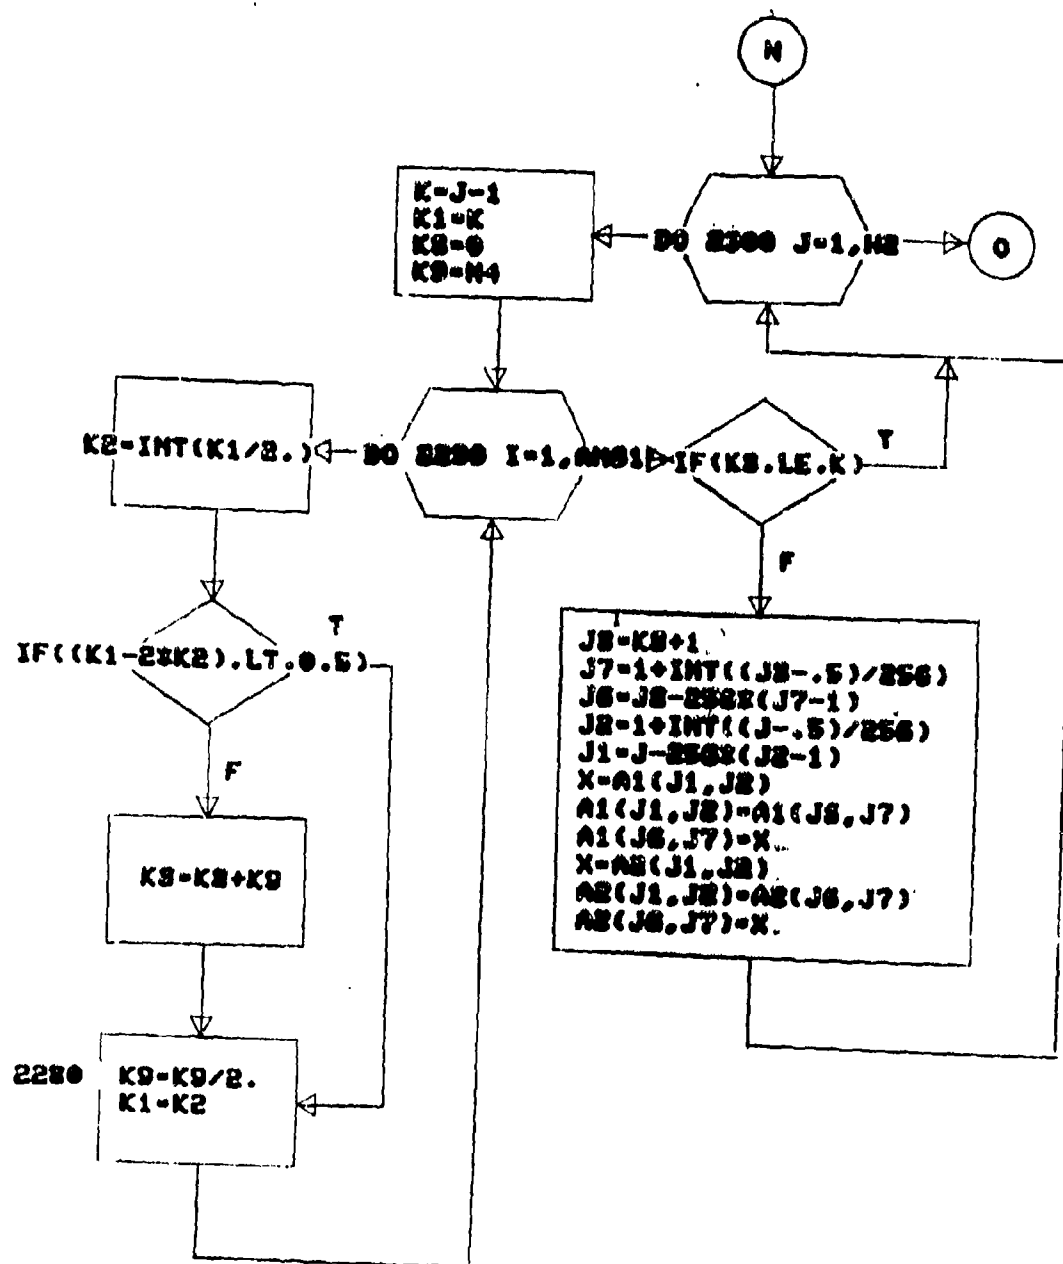 N
K=J-1
K1=K
K8=0
K9=N4
DO 2300 J=1,N2
O
K2=INT(K1/2.)
DO 2280 I=1,
IF(K8.LE.K)
T
F
IF((K1-2*K2).LT.0.5)
T
F
K8=K8+K9
2280
K9=K9/2.
K1=K2
J8=K8+1
J7=1+INT((J8-.5)/256)
J6=J8-256*(J7-1)
J2=1+INT((J-.5)/256)
J1=J-256*(J2-1)
X=A1(J1,J2)
A1(J1,J2)=A1(J6,J7)
A1(J6,J7)=X
X=A2(J1,J2)
A2(J1,J2)=A2(J6,J7)
A2(J6,J7)=X